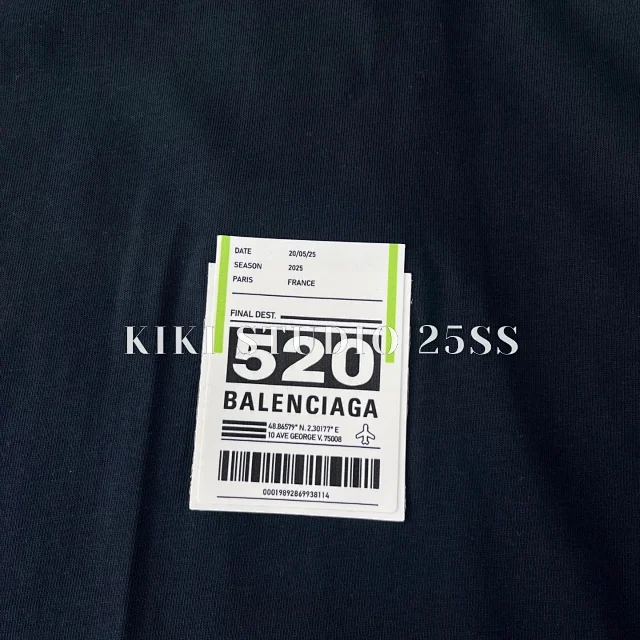 DATE 20/05/25
SEASON 2025
PARIS FRANCE
FINAL DEST.
KIKI STUDIO 25SS
520
BALENCIAGA
48.86579° N, 2.30177° E
10 AVE GEORGE V. 75008
00019892869938114